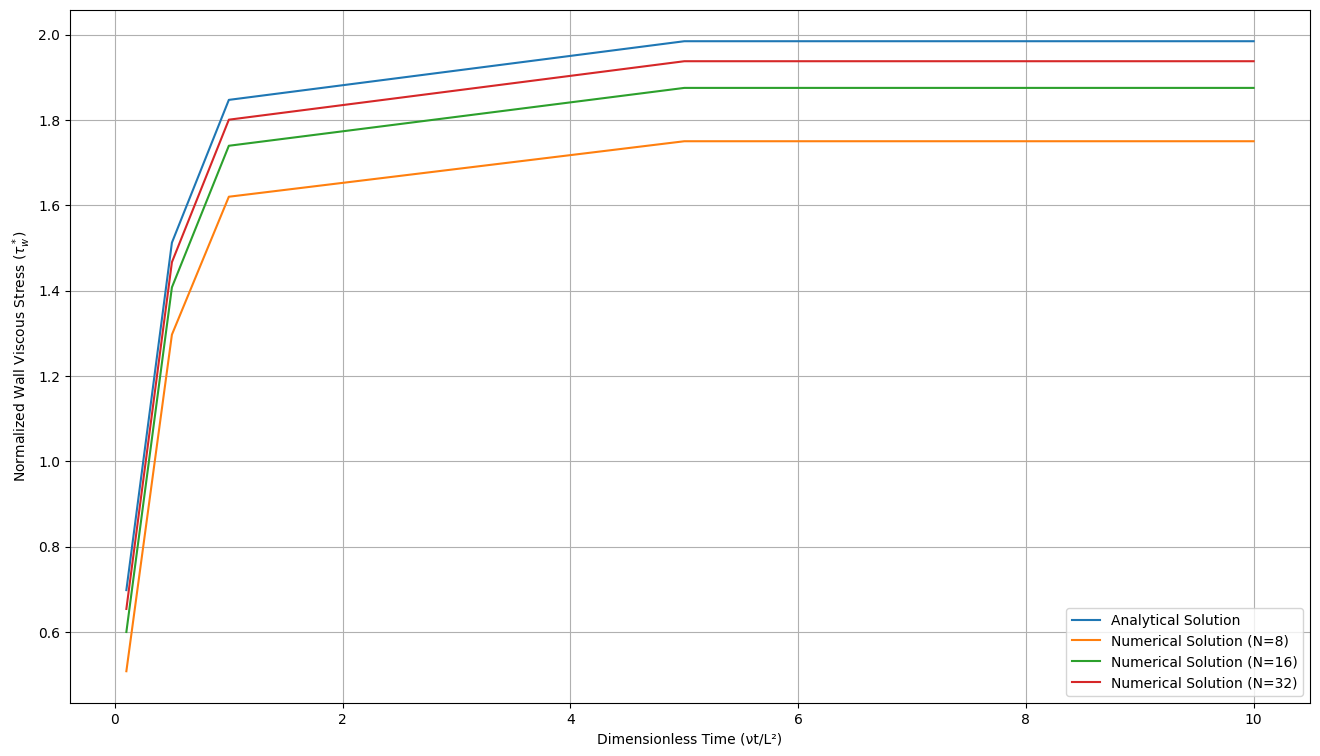 2.0
1.8
1.6
1.4
1.2
1.0
0.8
0.6
Normalized Wall Viscous Stress (τ*w)
0 2 4 6 8 10
Dimensionless Time (νt/L²)
Analytical Solution
Numerical Solution (N=8)
Numerical Solution (N=16)
Numerical Solution (N=32)